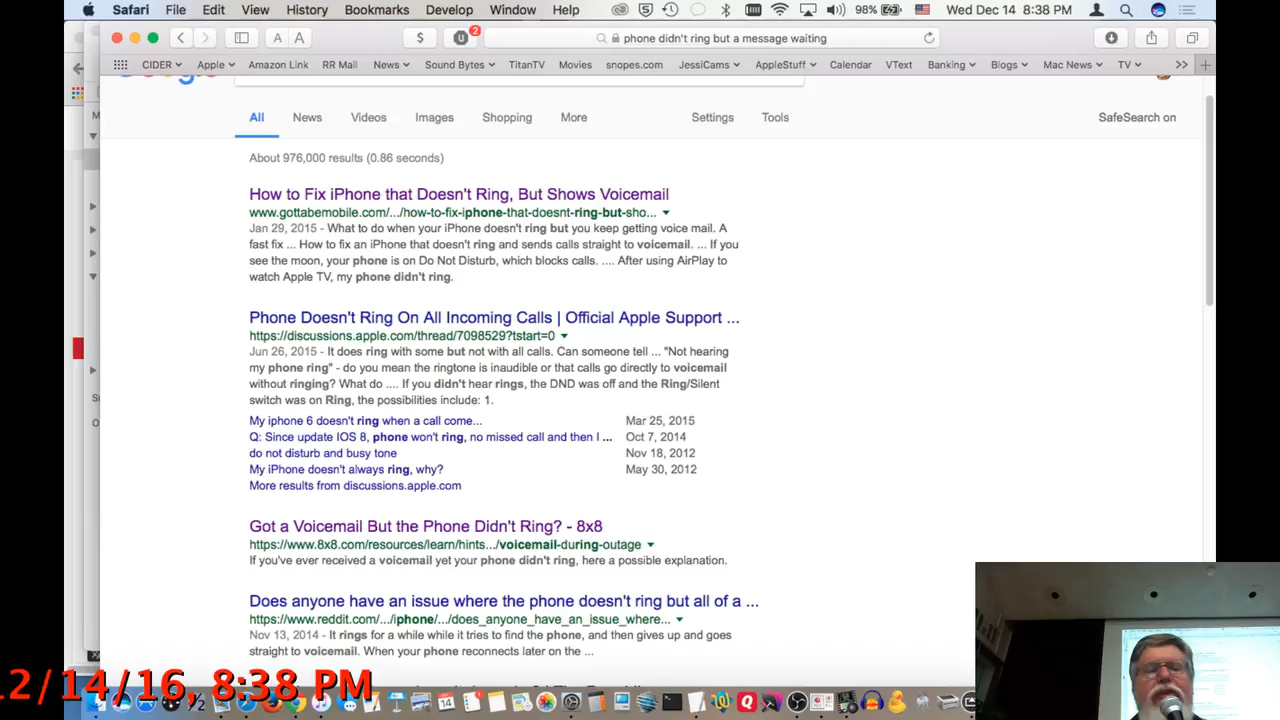 Safari File Edit View History Bookmarks Develop Window Help 98% Wed Dec 14 8:38 PM
A A $ U 2 phone didn't ring but a message waiting
CIDER Apple Amazon Link RR Mail News Sound Bytes TitanTV Movies snopes.com JessiCams AppleStuff Calendar VText Banking Blogs Mac News TV
All News Videos Images Shopping More Settings Tools SafeSearch on
About 976,000 results (0.86 seconds)
How to Fix iPhone that Doesn't Ring, But Shows Voicemail
www.gottabemobile.com/.../how-to-fix-iphone-that-doesnt-ring-but-sho...
Jan 29, 2015 - What to do when your iPhone doesn't ring but you keep getting voice mail. A
fast fix ... How to fix an iPhone that doesn't ring and sends calls straight to voicemail. ... If you
see the moon, your phone is on Do Not Disturb, which blocks calls. .... After using AirPlay to
watch Apple TV, my phone didn't ring.
Phone Doesn't Ring On All Incoming Calls | Official Apple Support ...
https://discussions.apple.com/thread/7098529?tstart=0
Jun 26, 2015 - It does ring with some but not with all calls. Can someone tell ... "Not hearing
my phone ring" - do you mean the ringtone is inaudible or that calls go directly to voicemail
without ringing? What do .... If you didn't hear rings, the DND was off and the Ring/Silent
switch was on Ring, the possibilities include: 1.
My iphone 6 doesn't ring when a call come... Mar 25, 2015
Q: Since update IOS 8, phone won't ring, no missed call and then I ... Oct 7, 2014
do not disturb and busy tone Nov 18, 2012
My iPhone doesn't always ring, why? May 30, 2012
More results from discussions.apple.com
Got a Voicemail But the Phone Didn't Ring? - 8x8
https://www.8x8.com/resources/learn/hints.../voicemail-during-outage
If you've ever received a voicemail yet your phone didn't ring, here a possible explanation.
Does anyone have an issue where the phone doesn't ring but all of a ...
https://www.reddit.com/.../iphone/.../does_anyone_have_an_issue_where...
Nov 13, 2014 - It rings for a while while it tries to find the phone, and then gives up and goes
straight to voicemail. When your phone reconnects later on the ...
12/14/16, 8:38 PM